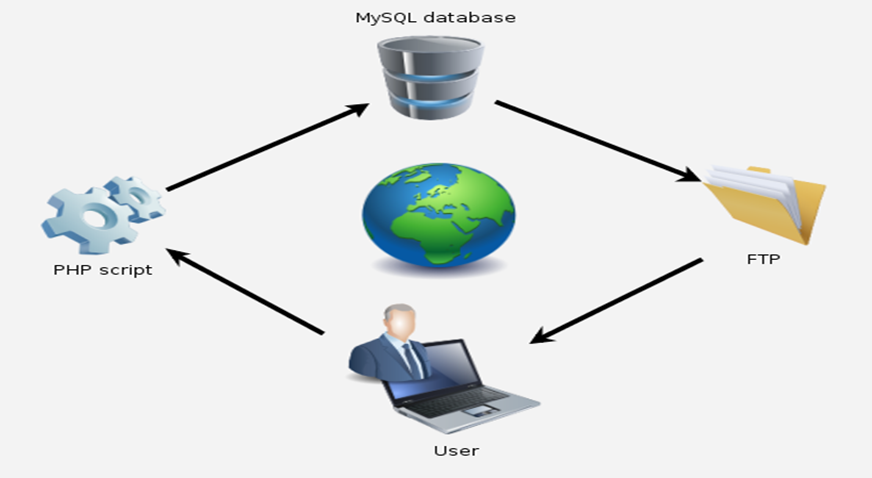 MySQL database
PHP script
FTP
User